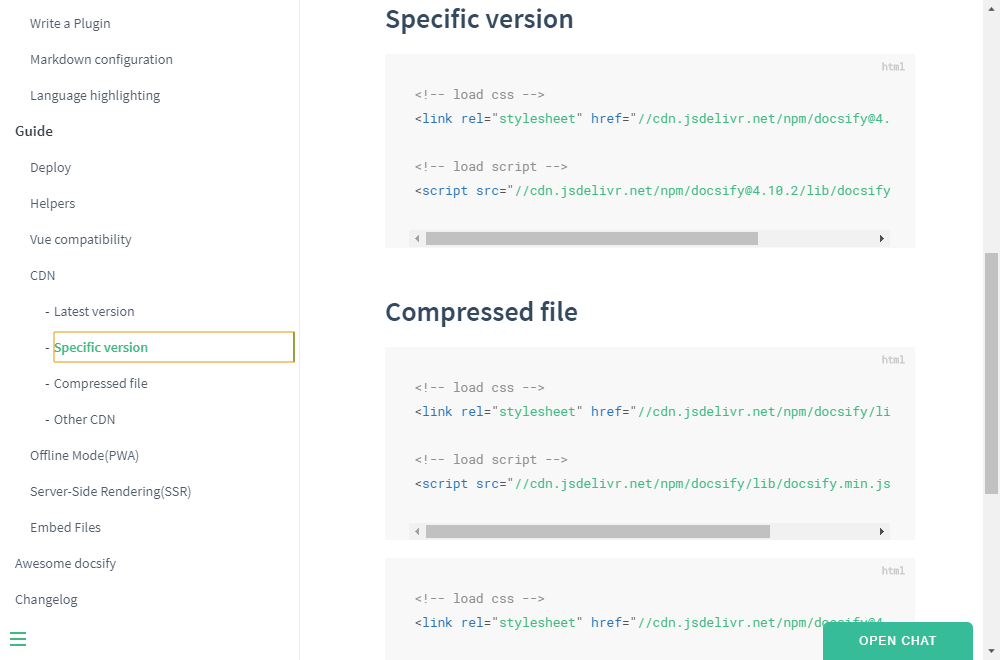 Write a Plugin
Markdown configuration
Language highlighting
Guide
Deploy
Helpers
Vue compatibility
CDN
- Latest version
- Specific version
- Compressed file
- Other CDN
Offline Mode(PWA)
Server-Side Rendering(SSR)
Embed Files
Awesome docsify
Changelog
Specific version
html
<!-- load css -->
<link rel="stylesheet" href="//cdn.jsdelivr.net/npm/docsify@4.
<!-- load script -->
<script src="//cdn.jsdelivr.net/npm/docsify@4.10.2/lib/docsify
Compressed file
html
<!-- load css -->
<link rel="stylesheet" href="//cdn.jsdelivr.net/npm/docsify/li
<!-- load script -->
<script src="//cdn.jsdelivr.net/npm/docsify/lib/docsify.min.js
html
<!-- load css -->
<link rel="stylesheet" href="//cdn.jsdelivr.net/npm/docsify@4.
OPEN CHAT